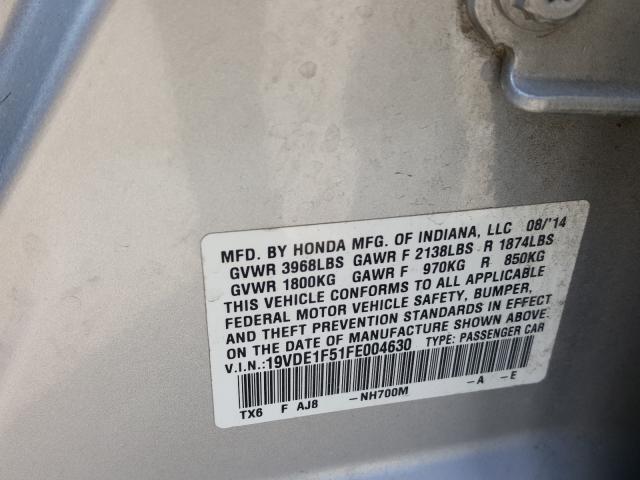 MFD. BY HONDA MFG. OF INDIANA, LLC 08/'14
GVWR 3968LBS GAWR F 2138LBS R 1874LBS
GVWR 1800KG GAWR F 970KG R 850KG
THIS VEHICLE CONFORMS TO ALL APPLICABLE
FEDERAL MOTOR VEHICLE SAFETY, BUMPER,
AND THEFT PREVENTION STANDARDS IN EFFECT
ON THE DATE OF MANUFACTURE SHOWN ABOVE.
V.I.N.:19VDE1F51FE004630 TYPE: PASSENGER CAR
TX6 F AJ8 -NH700M -A -E